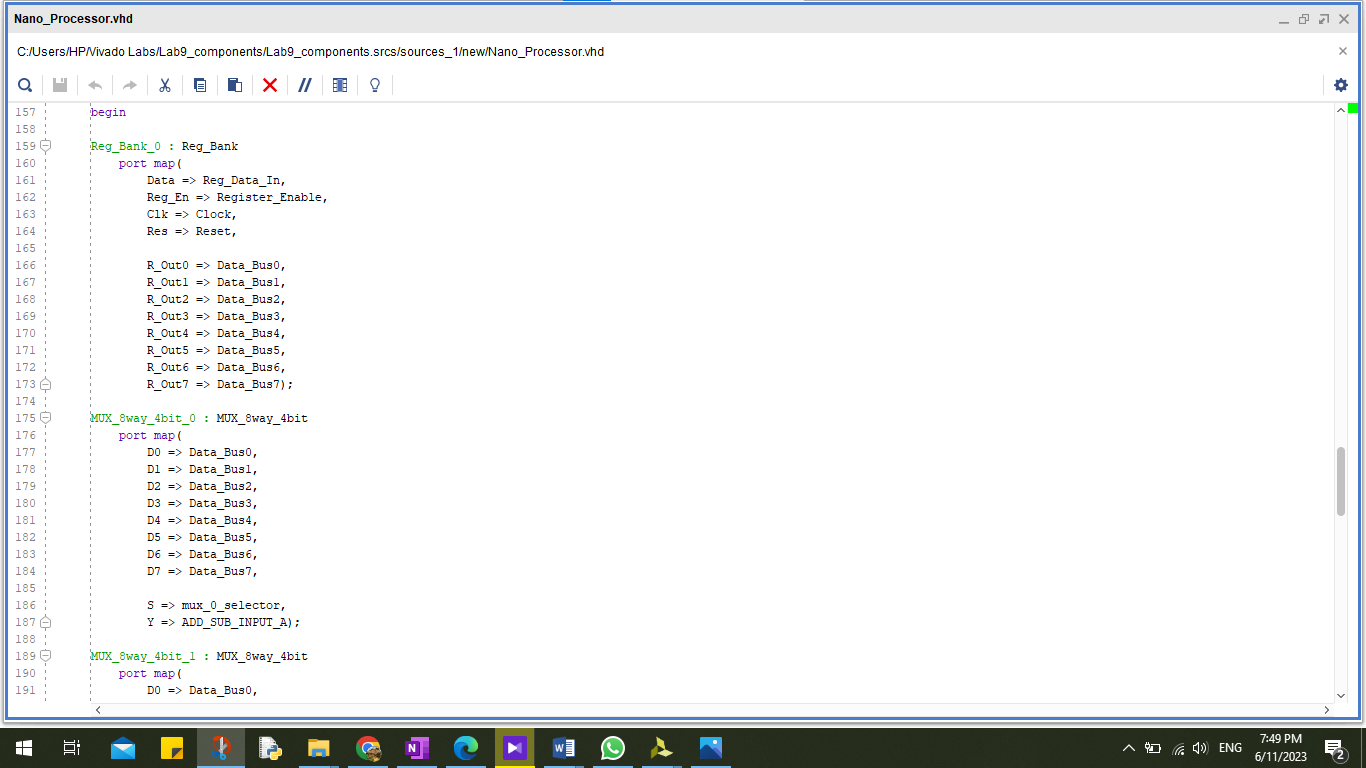 Nano_Processor.vhd
C:/Users/HP/Vivado Labs/Lab9_components/Lab9_components.srcs/sources_1/new/Nano_Processor.vhd
157 begin
158
159 Reg_Bank_0 : Reg_Bank
160 port map(
161 Data => Reg_Data_In,
162 Reg_En => Register_Enable,
163 Clk => Clock,
164 Res => Reset,
165
166 R_Out0 => Data_Bus0,
167 R_Out1 => Data_Bus1,
168 R_Out2 => Data_Bus2,
169 R_Out3 => Data_Bus3,
170 R_Out4 => Data_Bus4,
171 R_Out5 => Data_Bus5,
172 R_Out6 => Data_Bus6,
173 R_Out7 => Data_Bus7);
174
175 MUX_8way_4bit_0 : MUX_8way_4bit
176 port map(
177 D0 => Data_Bus0,
178 D1 => Data_Bus1,
179 D2 => Data_Bus2,
180 D3 => Data_Bus3,
181 D4 => Data_Bus4,
182 D5 => Data_Bus5,
183 D6 => Data_Bus6,
184 D7 => Data_Bus7,
185
186 S => mux_0_selector,
187 Y => ADD_SUB_INPUT_A);
188
189 MUX_8way_4bit_1 : MUX_8way_4bit
190 port map(
191 D0 => Data_Bus0,
ENG
7:49 PM
6/11/2023
2